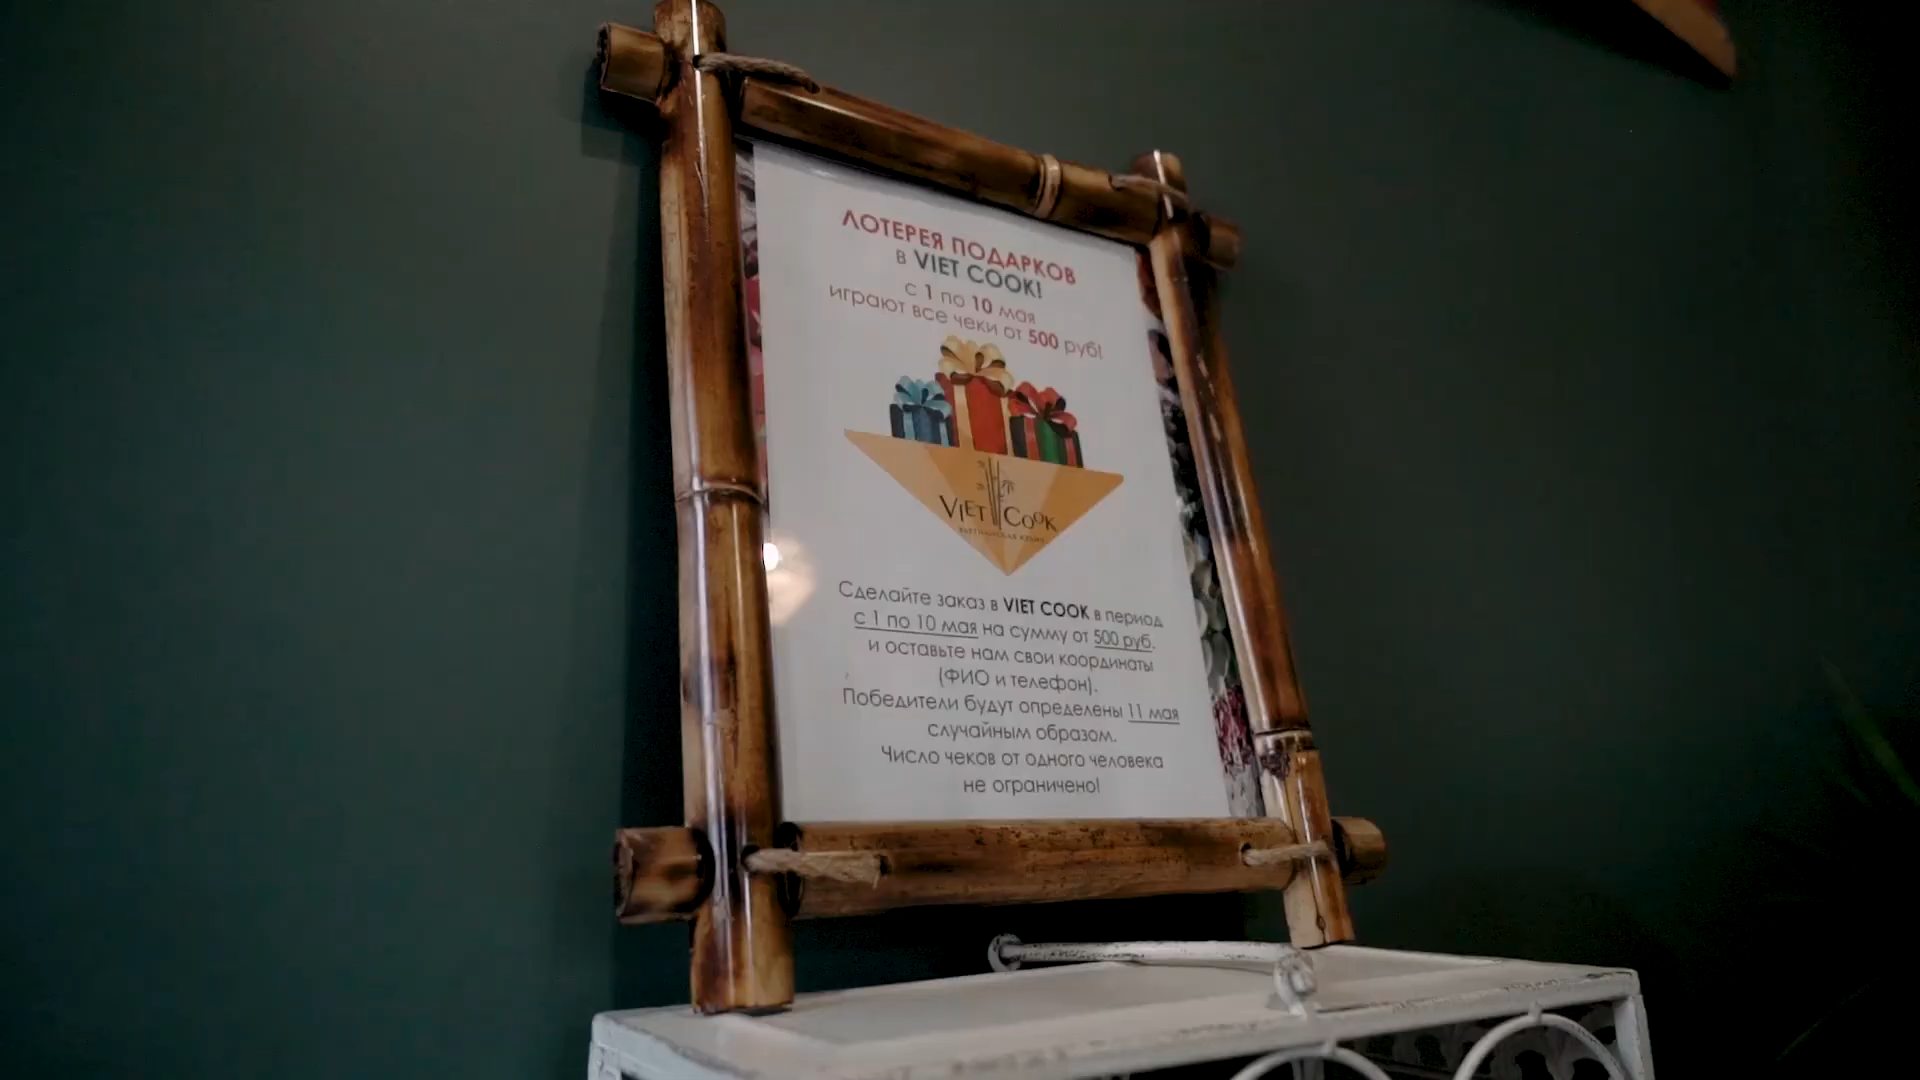 ЛОТЕРЕЯ ПОДАРКОВ
в VIET COOK!
с 1 по 10 мая
играют все чеки от 500 руб!
VIET COOK
ВЬЕТНАМСКАЯ КУХНЯ
Сделайте заказ в VIET COOK в период
с 1 по 10 мая на сумму от 500 руб.
и оставьте нам свои координаты
(ФИО и телефон).
Победители будут определены 11 мая
случайным образом.
Число чеков от одного человека
не ограничено!